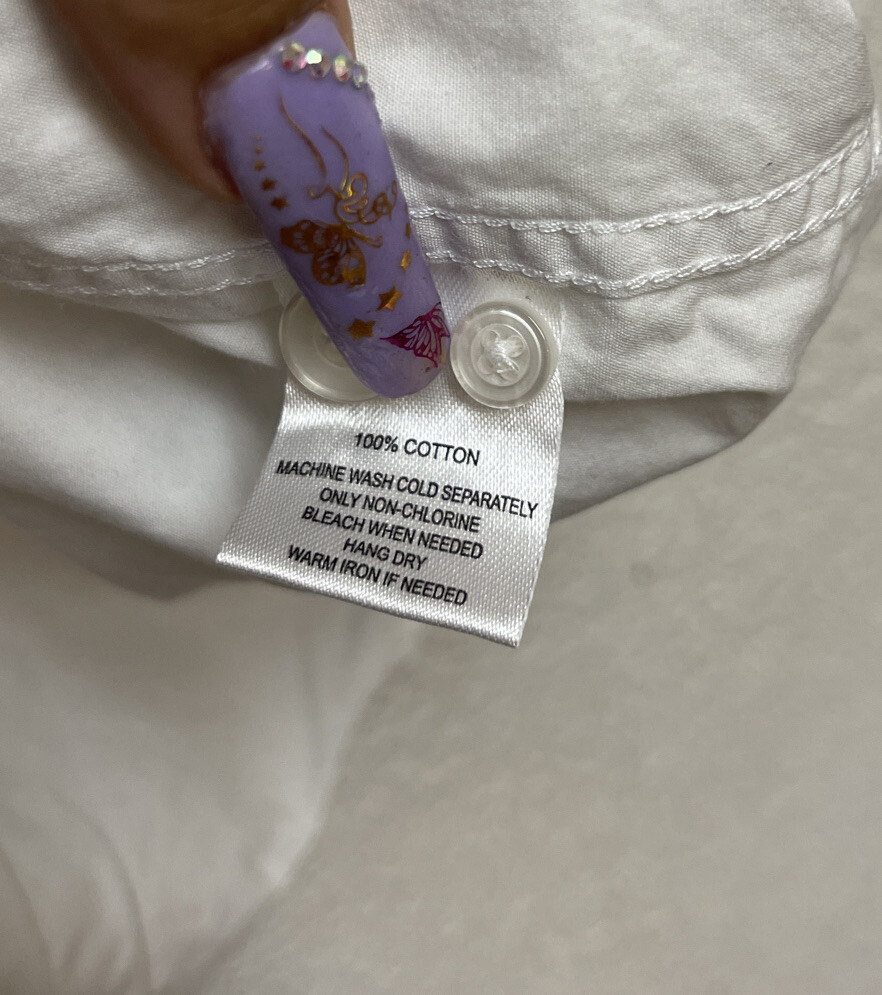 100% COTTON
MACHINE WASH COLD SEPARATELY
ONLY NON-CHLORINE
BLEACH WHEN NEEDED
HANG DRY
WARM IRON IF NEEDED